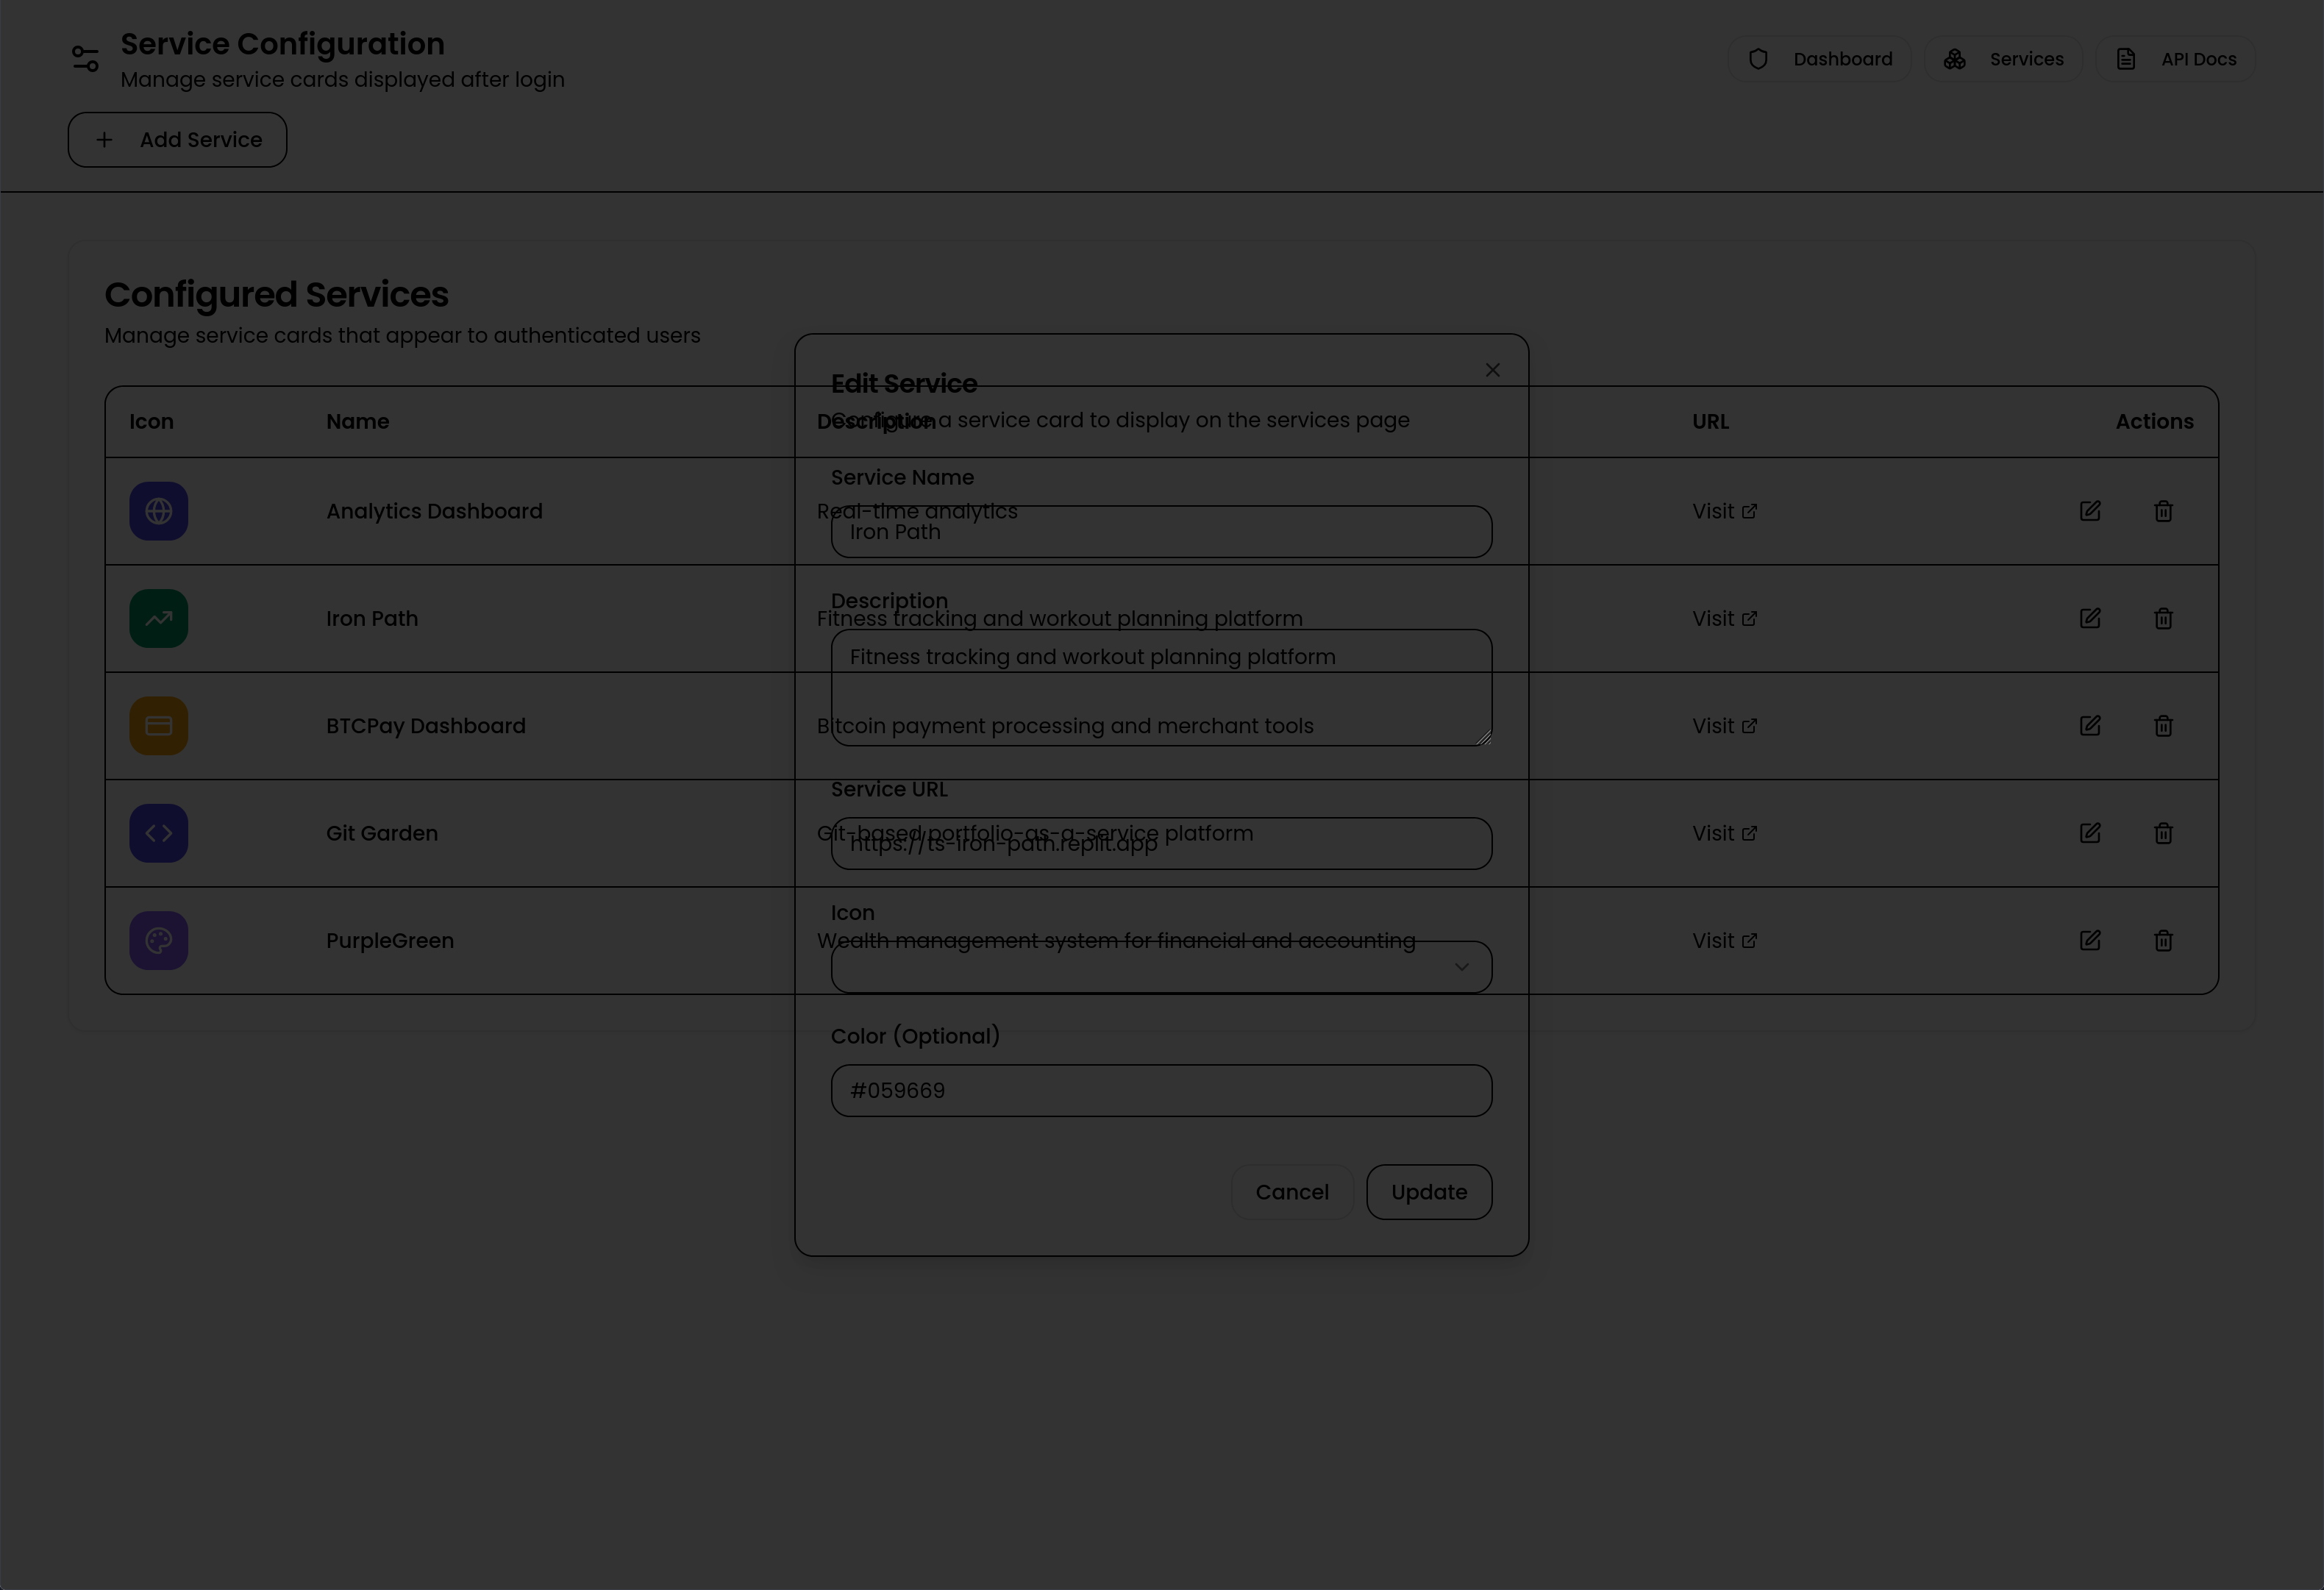 Service Configuration
Manage service cards displayed after login
Dashboard
Services
API Docs
Add Service
Configured Services
Manage service cards that appear to authenticated users
Icon
Name
Description
URL
Actions
Analytics Dashboard
Real-time analytics
Visit
Iron Path
Fitness tracking and workout planning platform
Visit
BTCPay Dashboard
Bitcoin payment processing and merchant tools
Visit
Git Garden
Git-based portfolio-as-a-service platform
Visit
PurpleGreen
Wealth management system for financial and accounting
Visit
Edit Service
Configure a service card to display on the services page
Service Name
Iron Path
Description
Fitness tracking and workout planning platform
Service URL
https://ts-iron-path.replit.app
Icon
Color (Optional)
#059669
Cancel
Update